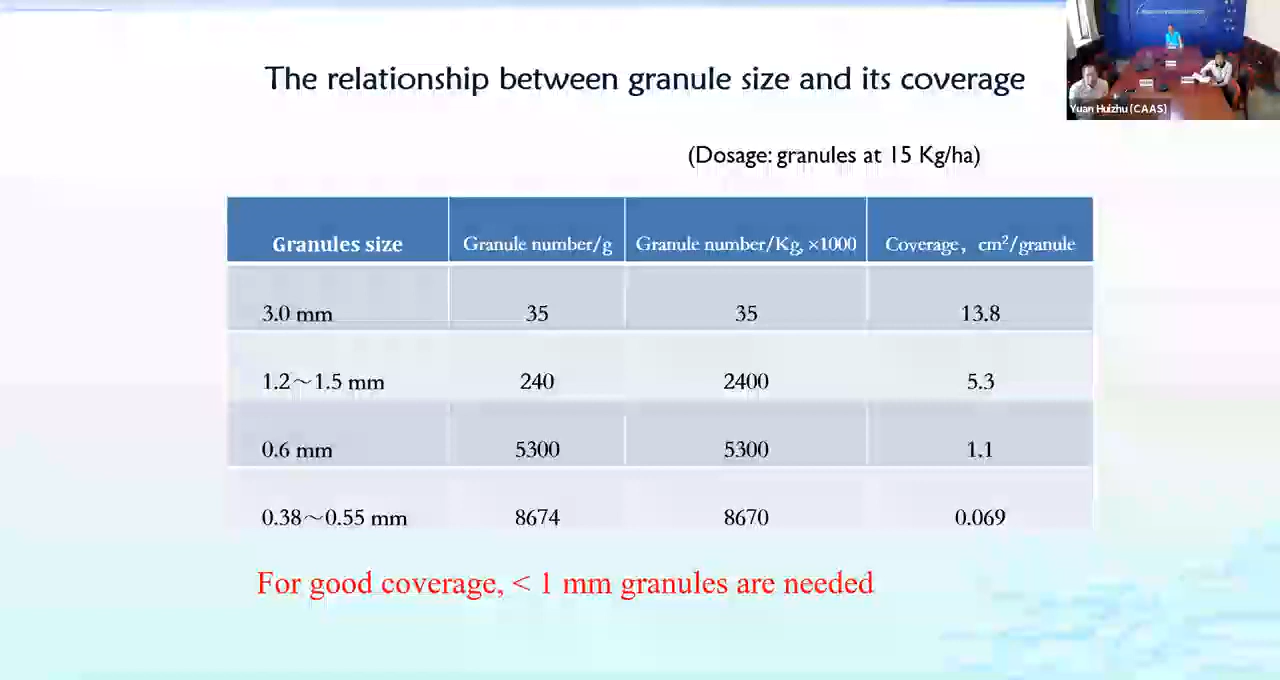 The relationship between granule size and its coverage
Yuan Huizhu (CAAS)
(Dosage: granules at 15 Kg/ha)
Granules size Granule number/g Granule number/Kg, ×1000 Coverage，cm²/granule
3.0 mm 35 35 13.8
1.2～1.5 mm 240 2400 5.3
0.6 mm 5300 5300 1.1
0.38～0.55 mm 8674 8670 0.069
For good coverage, < 1 mm granules are needed